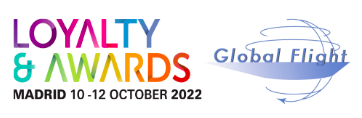 LOYALTY
& AWARDS
MADRID 10-12 OCTOBER 2022
Global Flight